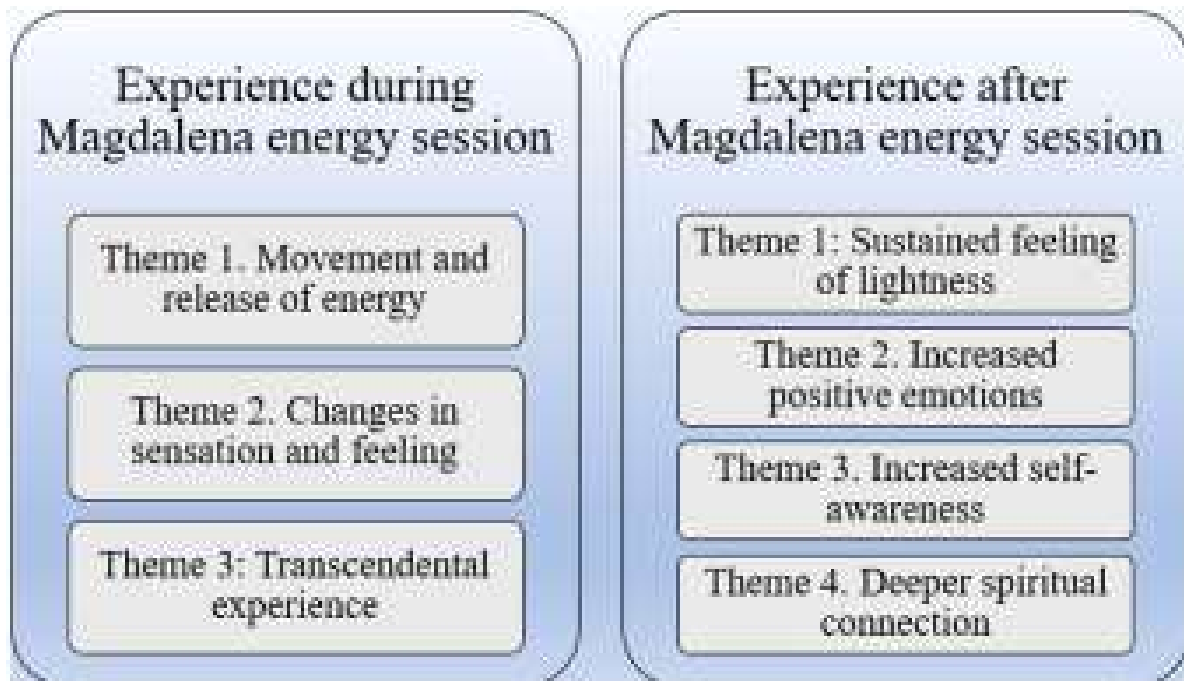 Experience during
Magdalena energy session
Theme 1. Movement and
release of energy
Theme 2. Changes in
sensation and feeling
Theme 3: Transcendental
experience
Experience after
Magdalena energy session
Theme 1: Sustained feeling
of lightness
Theme 2. Increased
positive emotions
Theme 3. Increased self-
awareness
Theme 4. Deeper spiritual
connection